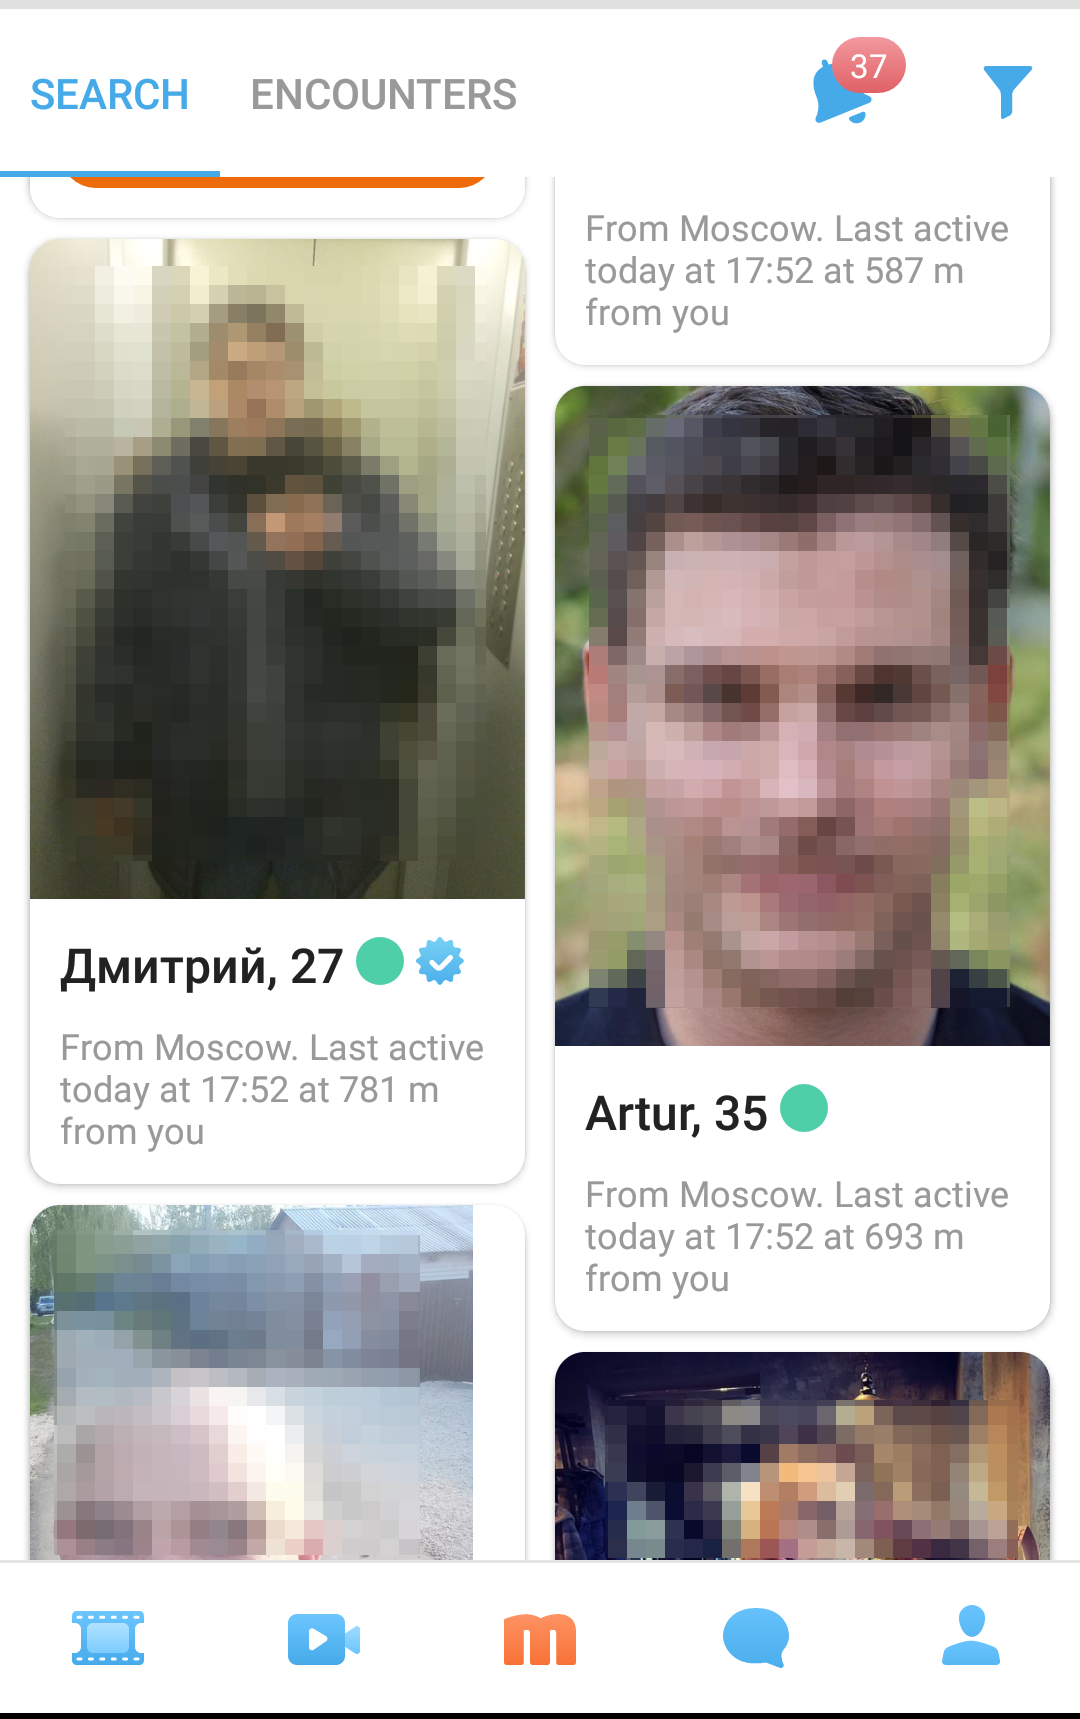 SEARCH ENCOUNTERS 37
From Moscow. Last active
today at 17:52 at 587 m
from you
Дмитрий, 27
From Moscow. Last active
today at 17:52 at 781 m
from you
Artur, 35
From Moscow. Last active
today at 17:52 at 693 m
from you